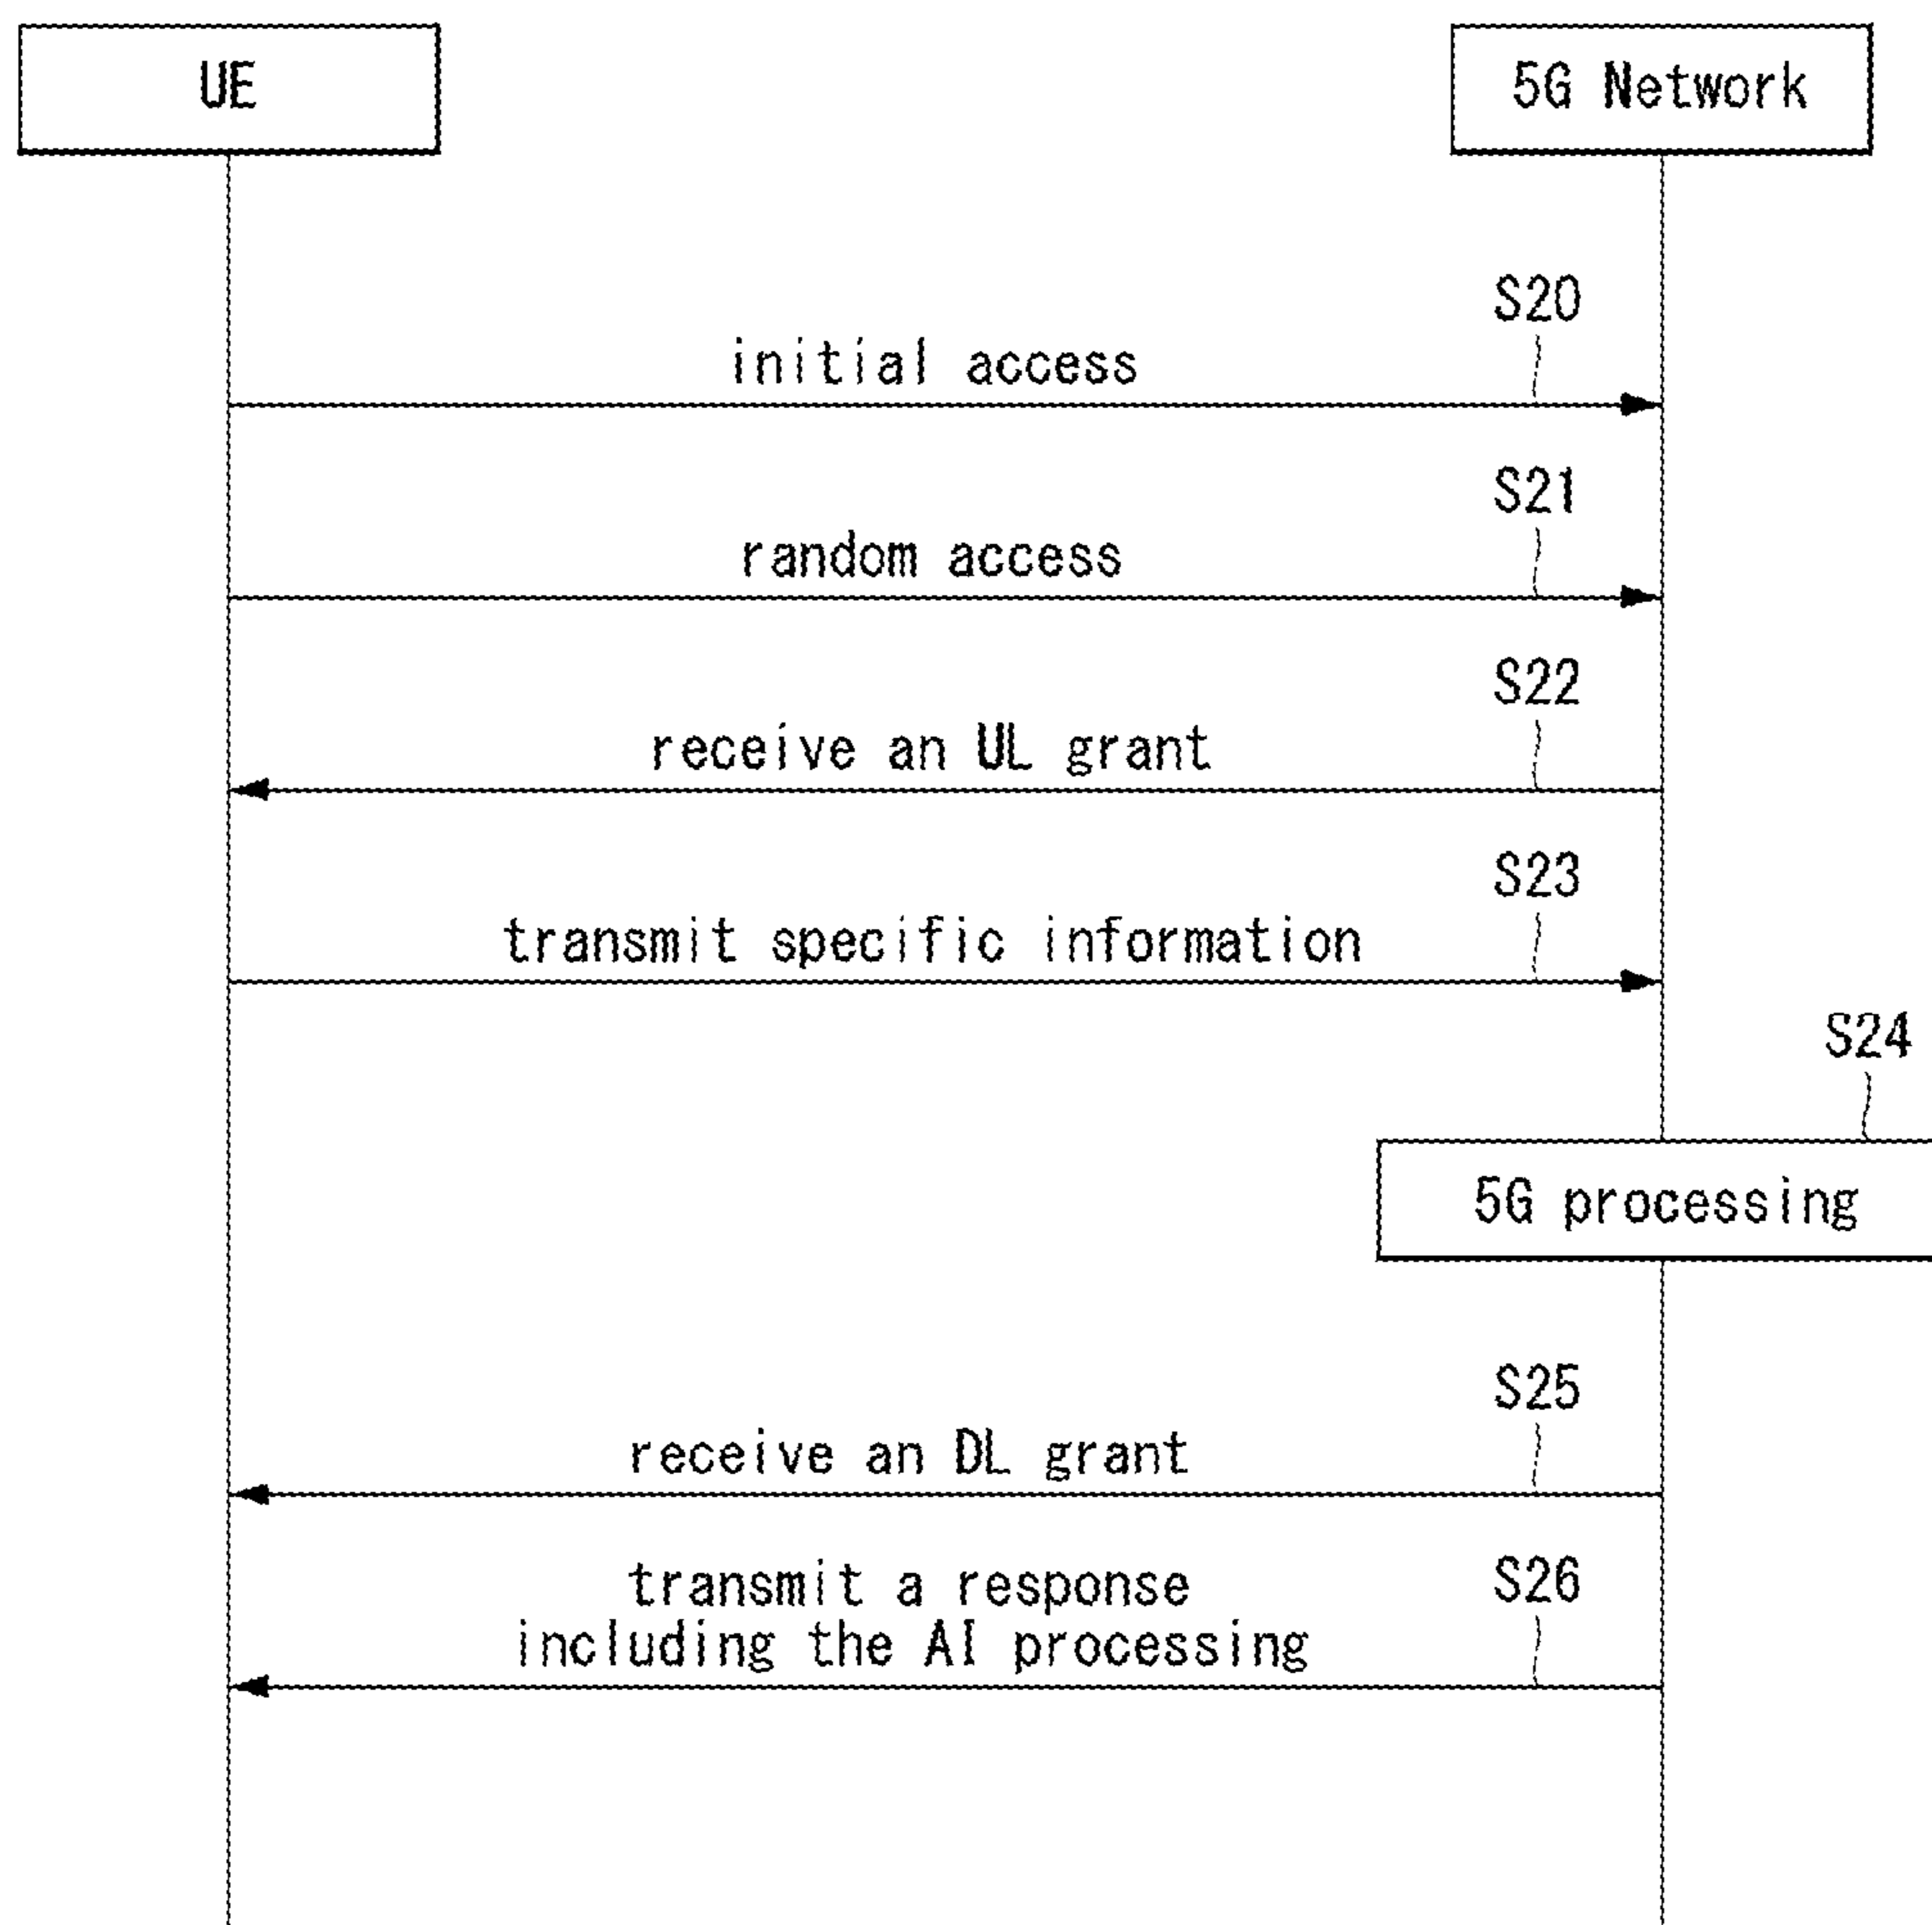 UE
5G Network
S20
initial access
S21
random access
S22
receive an UL grant
S23
transmit specific information
S24
5G processing
S25
receive an DL grant
S26
transmit a response
including the AI processing